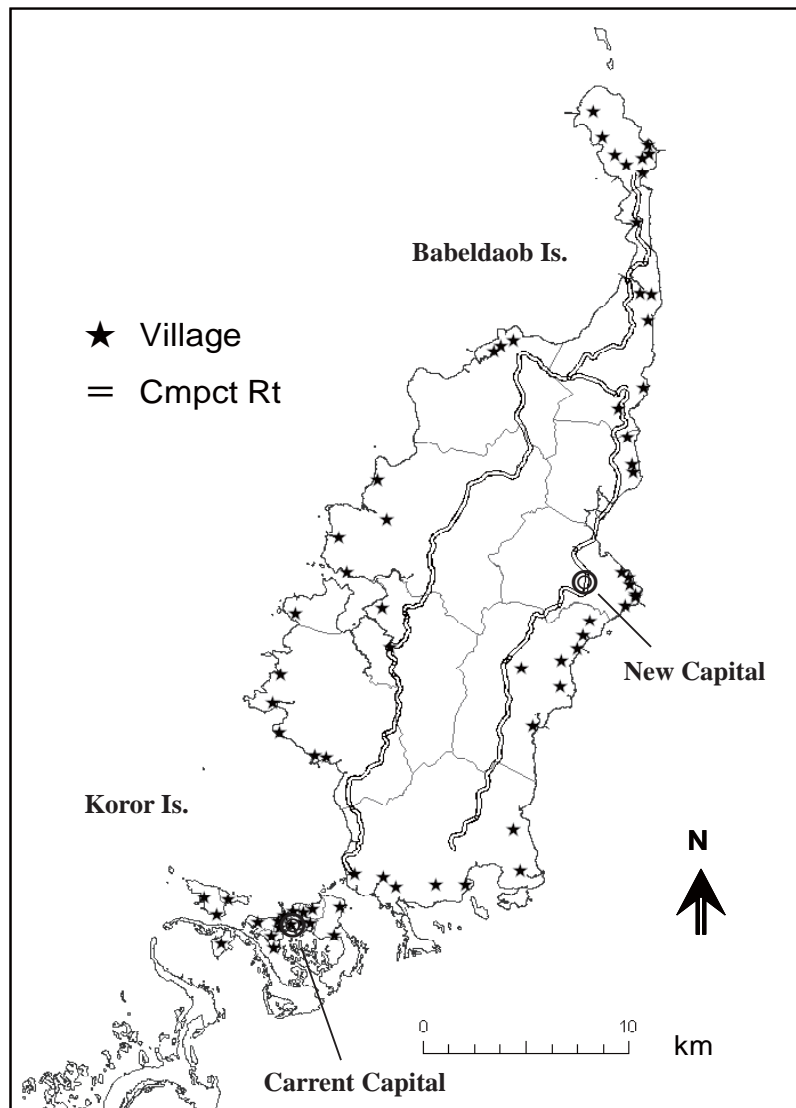 Babeldaob Is.
★ Village
= Cmpct Rt
New Capital
Koror Is.
N
0 10
km
Carrent Capital